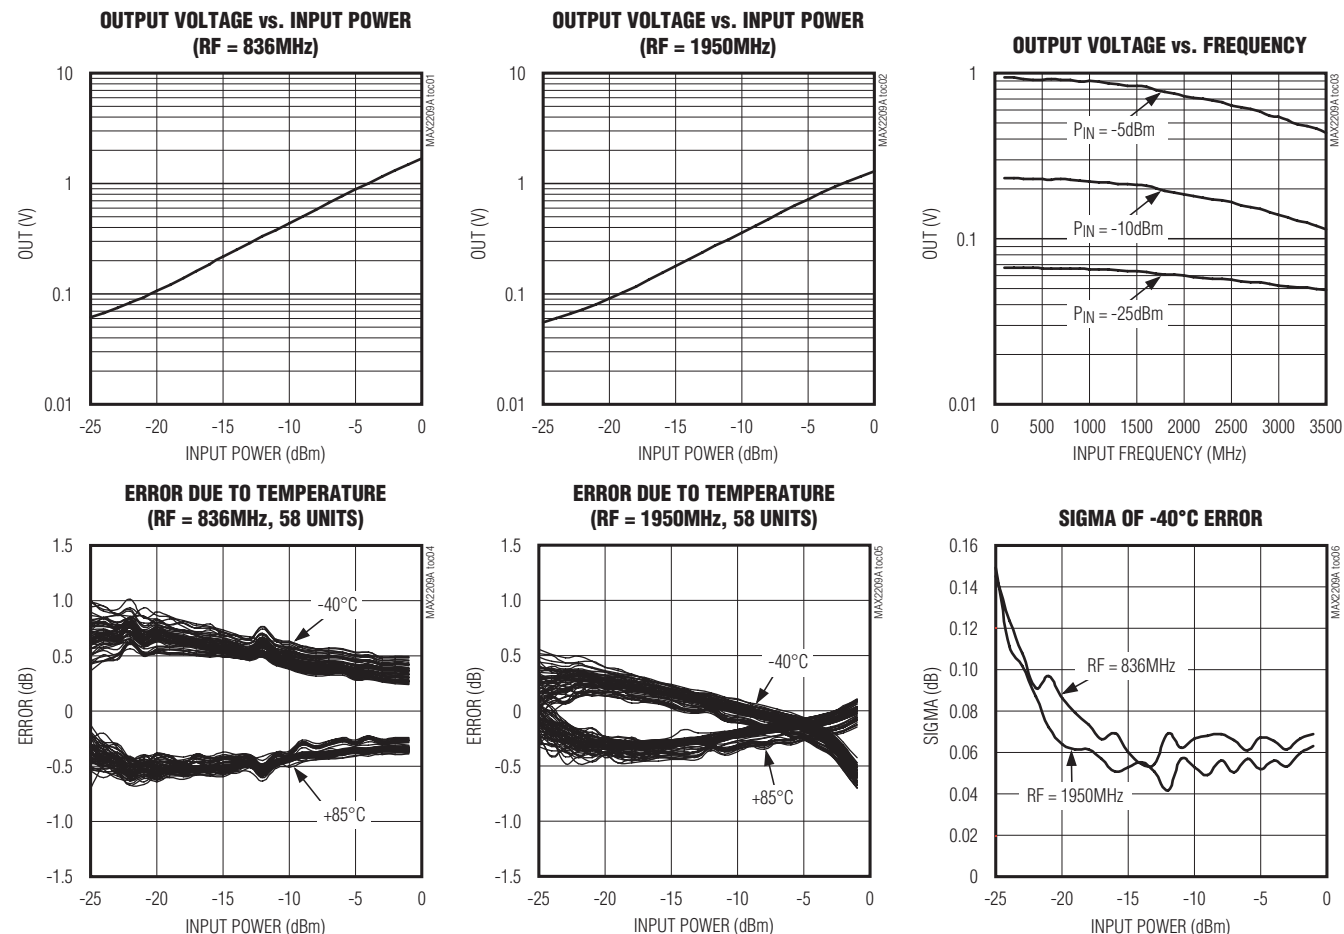 OUTPUT VOLTAGE vs. INPUT POWER
(RF = 836MHz)
MAX2209A toc01
OUT (V)
10
1
0.1
0.01
-25 -20 -15 -10 -5 0
INPUT POWER (dBm)
OUTPUT VOLTAGE vs. INPUT POWER
(RF = 1950MHz)
MAX2209A toc02
OUT (V)
10
1
0.1
0.01
-25 -20 -15 -10 -5 0
INPUT POWER (dBm)
OUTPUT VOLTAGE vs. FREQUENCY
MAX2209A toc03
OUT (V)
1
0.1
0.01
PIN = -5dBm
PIN = -10dBm
PIN = -25dBm
0 500 1000 1500 2000 2500 3000 3500
INPUT FREQUENCY (MHz)
ERROR DUE TO TEMPERATURE
(RF = 836MHz, 58 UNITS)
MAX2209A toc04
ERROR (dB)
1.5
1.0
0.5
0
-0.5
-1.0
-1.5
-40°C
+85°C
-25 -20 -15 -10 -5 0
INPUT POWER (dBm)
ERROR DUE TO TEMPERATURE
(RF = 1950MHz, 58 UNITS)
MAX2209A toc05
ERROR (dB)
1.5
1.0
0.5
0
-0.5
-1.0
-1.5
-40°C
+85°C
-25 -20 -15 -10 -5 0
INPUT POWER (dBm)
SIGMA OF -40°C ERROR
MAX2209A toc06
SIGMA (dB)
0.16
0.14
0.12
0.10
0.08
0.06
0.04
0.02
0
RF = 836MHz
RF = 1950MHz
-25 -20 -15 -10 -5 0
INPUT POWER (dBm)